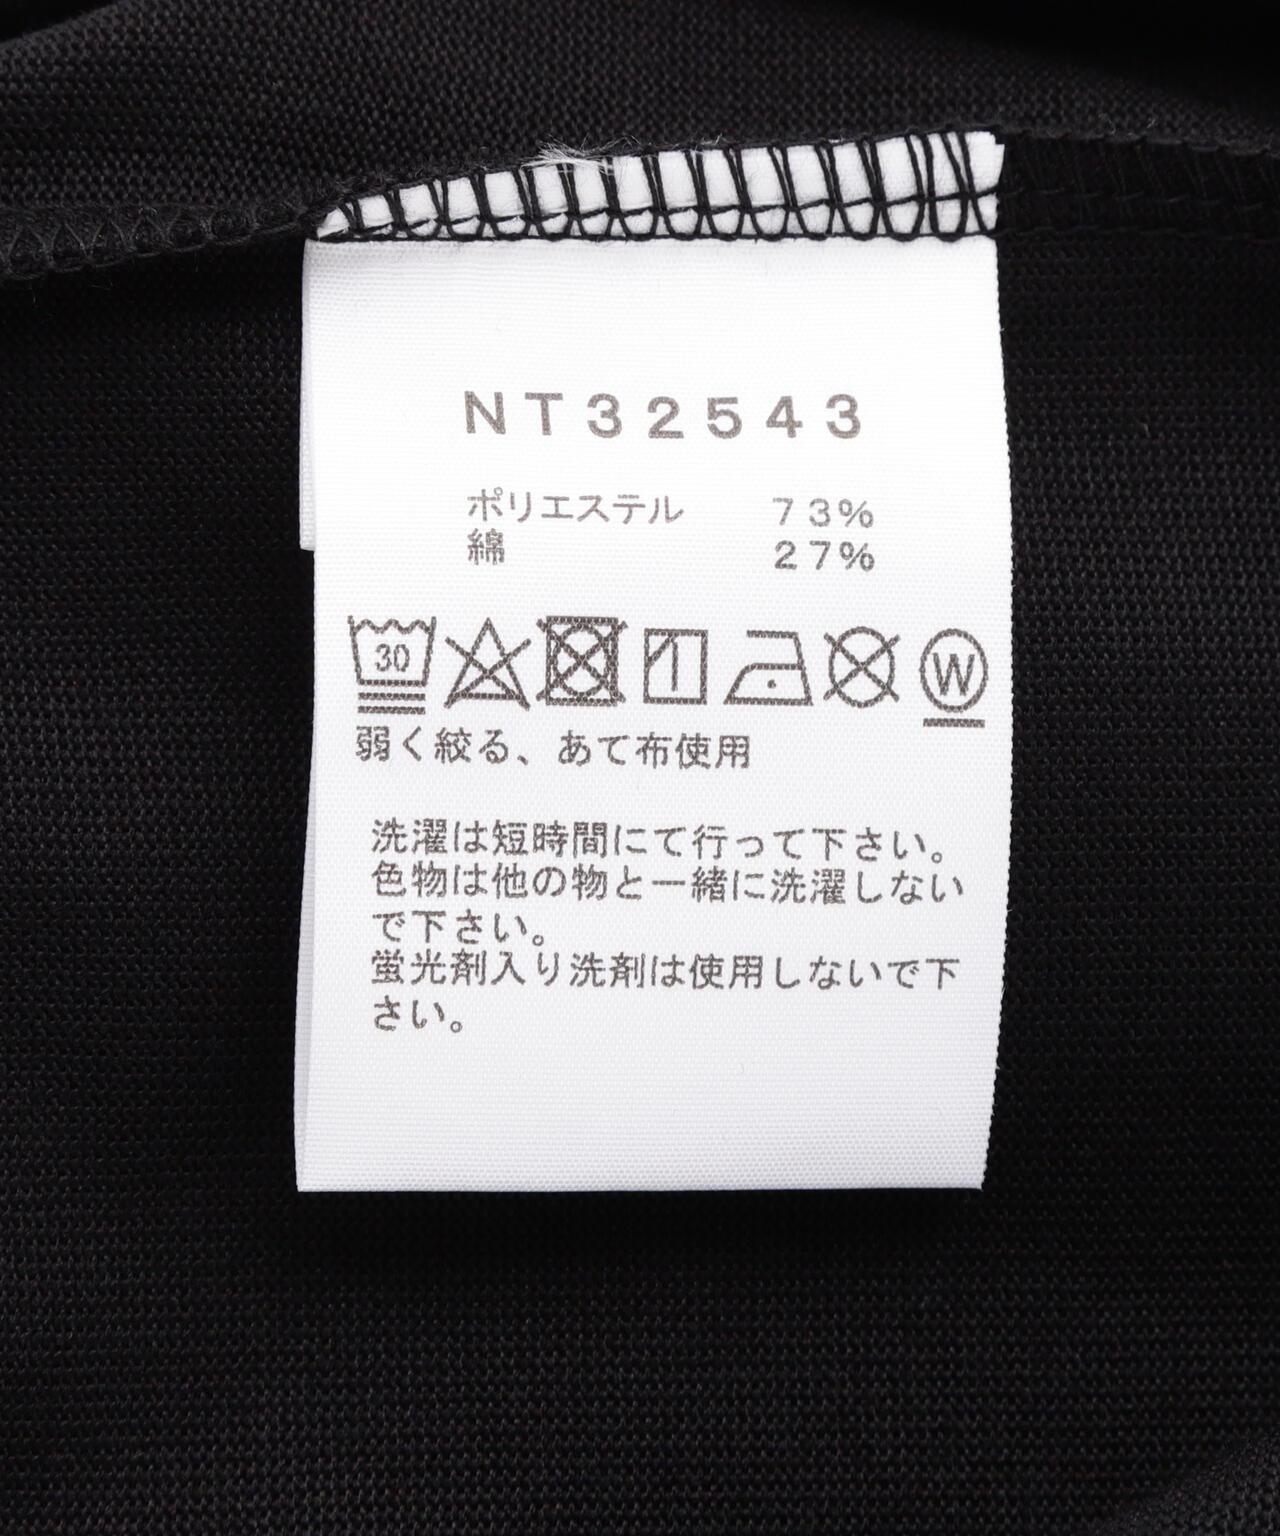 NT32543
ポリエステル 73%
綿 27%
30
W
弱く絞る、あて布使用
洗濯は短時間にて行って下さい。
色物は他の物と一緒に洗濯しない
で下さい。
蛍光剤入り洗剤は使用しないで下
さい。